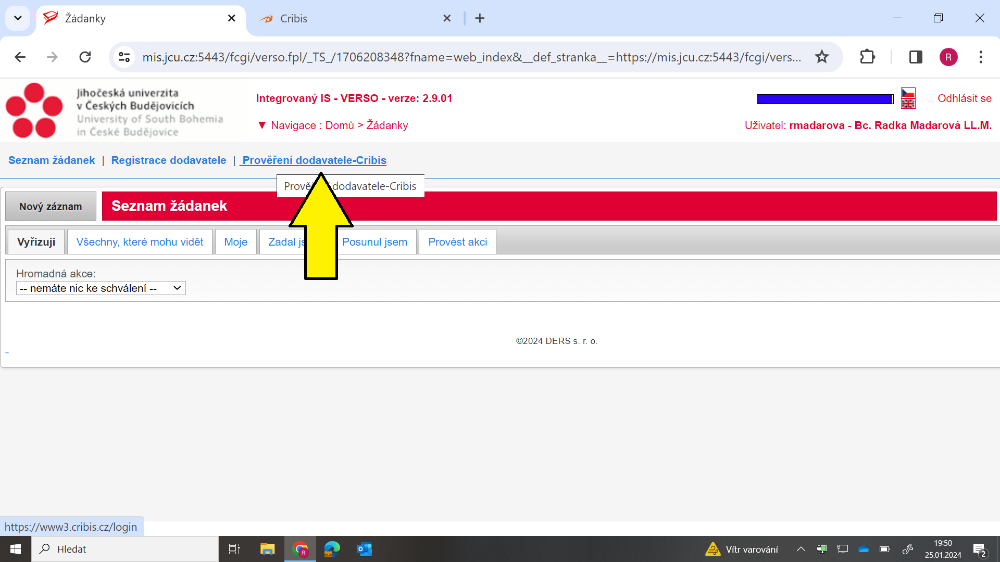 Žádanky
Cribis
mis.jcu.cz:5443/fcgi/verso.fpl/_TS_/1706208348?fname=web_index&__def_stranka__=https://mis.jcu.cz:5443/fcgi/vers...
R
Jihočeská univerzita
v Českých Budějovicích
University of South Bohemia
in České Budějovice
Integrovaný IS - VERSO - verze: 2.9.01
Odhlásit se
▼ Navigace : Domů > Žádanky
Uživatel: rmadarova - Bc. Radka Madarová LL.M.
Seznam žádanek | Registrace dodavatele | Prověření dodavatele-Cribis
dodavatele-Cribis
Nový záznam
Seznam žádanek
Vyřizuji
Všechny, které mohu vidět
Moje
Zadal
Posunul jsem
Provést akci
Hromadná akce:
-- nemáte nic ke schválení --
©2024 DERS s. r. o.
..
https://www3.cribis.cz/login
Hledat
R
Vítr varování
19:50
25.01.2024
2